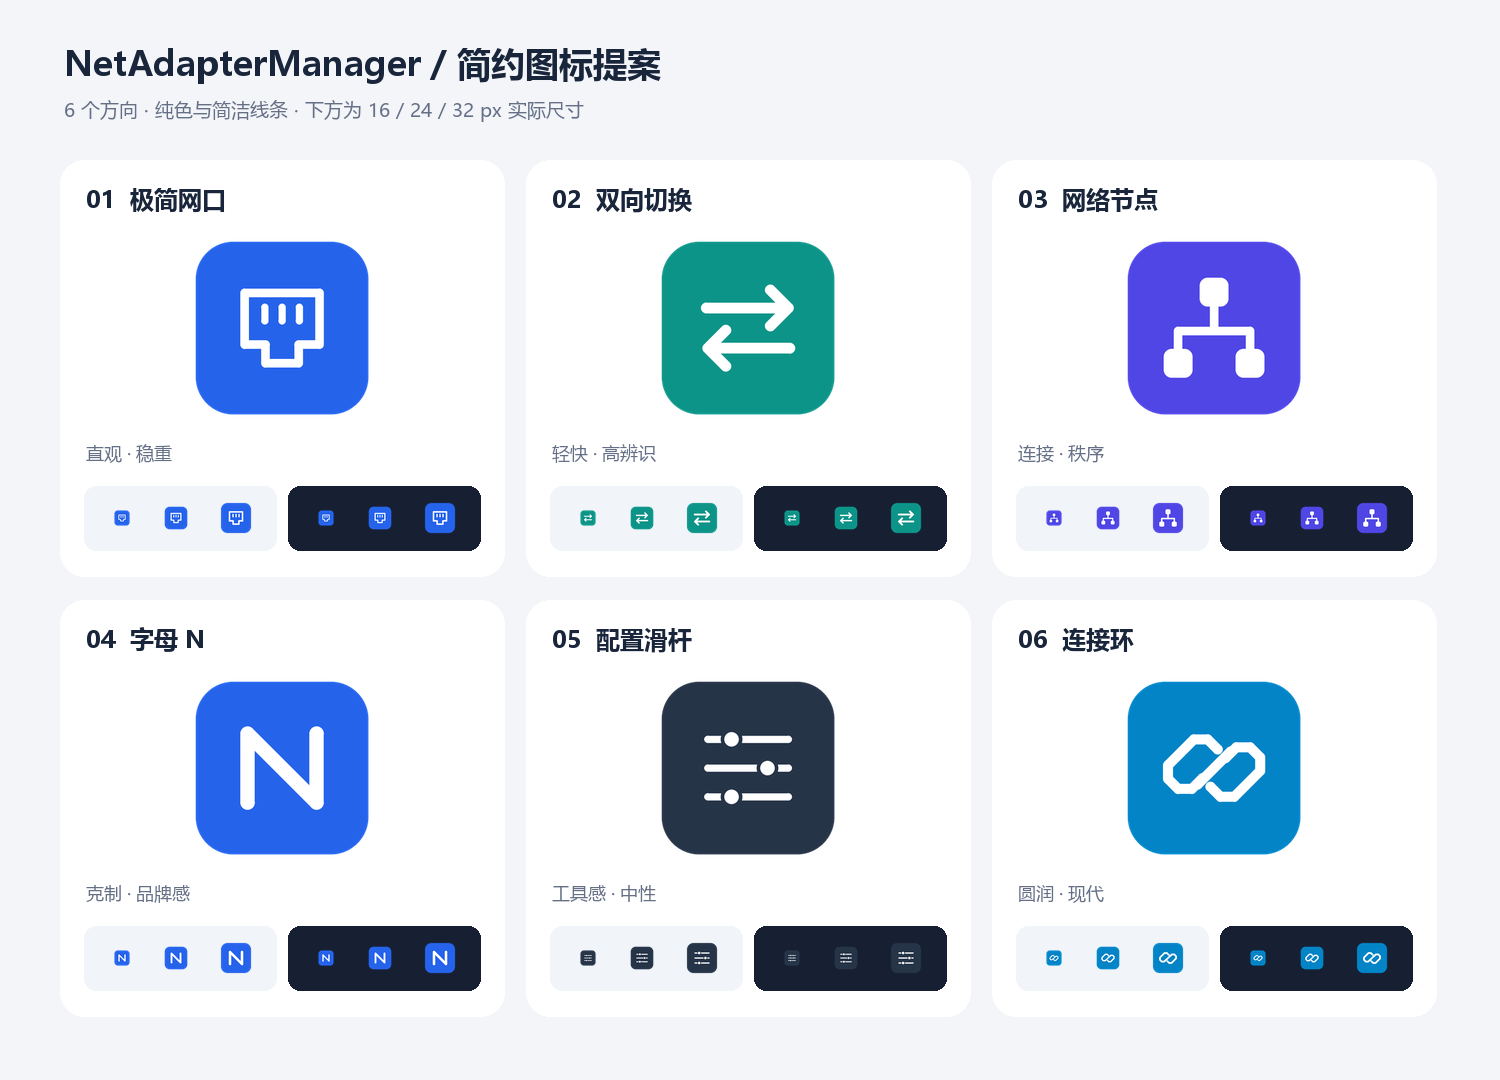 NetAdapterManager / 简约图标提案
6 个方向 · 纯色与简洁线条 · 下方为 16 / 24 / 32 px 实际尺寸
01 极简网口
02 双向切换
03 网络节点
直观 · 稳重
轻快 · 高辨识
连接 · 秩序
04 字母 N
05 配置滑杆
06 连接环
N
克制 · 品牌感
工具感 · 中性
圆润 · 现代
N N N N N N